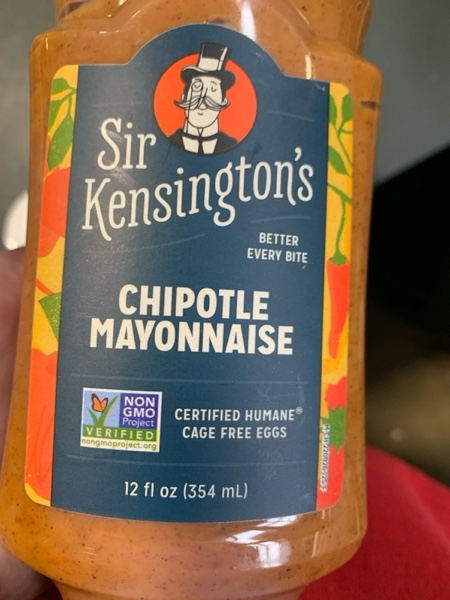 Sir
Kensington's
BETTER
EVERY BITE
CHIPOTLE
MAYONNAISE
NON
GMO
Project
VERIFIED
nongmoproject.org
CERTIFIED HUMANE®
CAGE FREE EGGS
12 fl oz (354 mL)